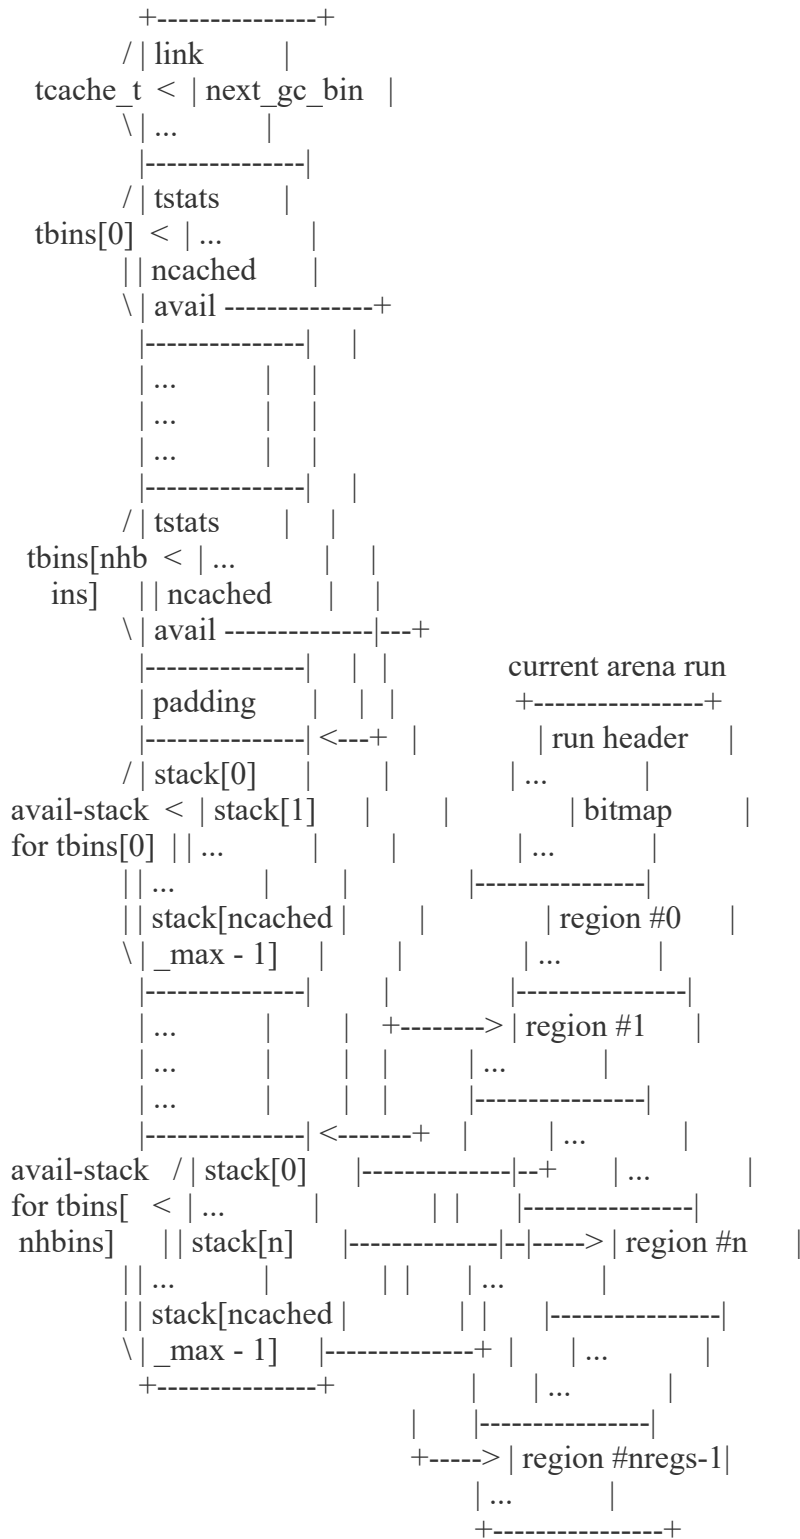 +---------------+
/ | link |
tcache_t < | next_gc_bin |
\ | ... |
|---------------|
/ | tstats |
tbins[0] < | ... |
| | ncached |
\ | avail --------------+
|---------------| |
| ... | |
| ... | |
| ... | |
|---------------| |
/ | tstats | |
tbins[nhb < | ... | |
ins] | | ncached | |
\ | avail --------------|---+
|---------------| | | current arena run
| padding | | | +----------------+
|---------------| <---+ | | run header |
/ | stack[0] | | | ... |
avail-stack < | stack[1] | | | bitmap |
for tbins[0] | | ... | | | ... |
| | ... | | |----------------|
| | stack[ncached | | | region #0 |
\ | _max - 1] | | | ... |
|---------------| | |----------------|
| ... | | +--------> | region #1 |
| ... | | | | ... |
| ... | | | |----------------|
|---------------| <-------+ | | ... |
avail-stack / | stack[0] |--------------|--+ | ... |
for tbins[ < | ... | | | |----------------|
nhbins] | | stack[n] |--------------|--|-----> | region #n |
| | ... | | | | ... |
| | stack[ncached | | | |----------------|
\ | _max - 1] |--------------+ | | ... |
+---------------+ | | ... |
| |----------------|
+-----> | region #nregs-1|
| ... |
+----------------+